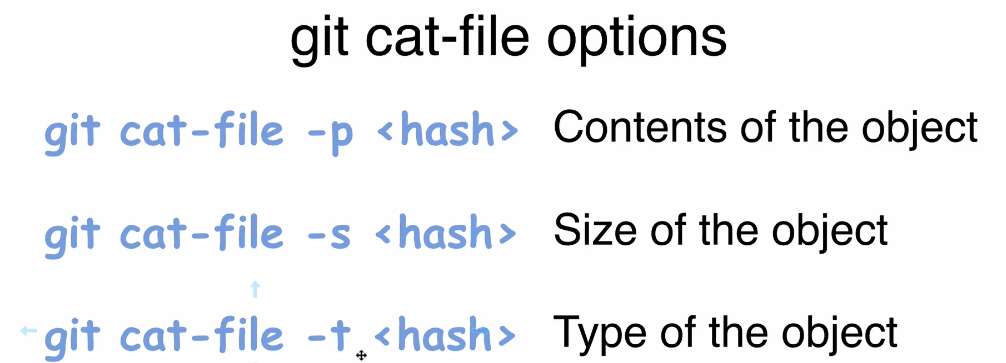 git cat-file options
git cat-file -p <hash> Contents of the object
git cat-file -s <hash> Size of the object
git cat-file -t <hash> Type of the object